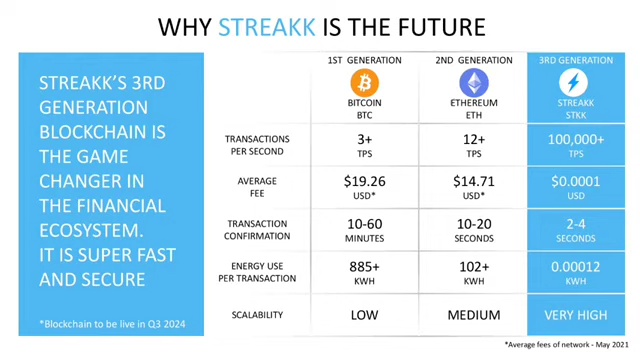 WHY STREAKK IS THE FUTURE
STREAKK'S 3RD
GENERATION
BLOCKCHAIN IS
THE GAME
CHANGER IN
THE FINANCIAL
ECOSYSTEM.
IT IS SUPER FAST
AND SECURE
*Blockchain to be live in Q3 2024
1ST GENERATION 2ND GENERATION 3RD GENERATION
BITCOIN ETHEREUM STREAKK
BTC ETH STKK
TRANSACTIONS PER SECOND 3+ TPS 12+ TPS 100,000+ TPS
AVERAGE FEE $19.26 USD* $14.71 USD* $0.0001 USD
TRANSACTION CONFIRMATION 10-60 MINUTES 10-20 SECONDS 2-4 SECONDS
ENERGY USE PER TRANSACTION 885+ KWH 102+ KWH 0.00012 KWH
SCALABILITY LOW MEDIUM VERY HIGH
*Average fees of network - May 2021